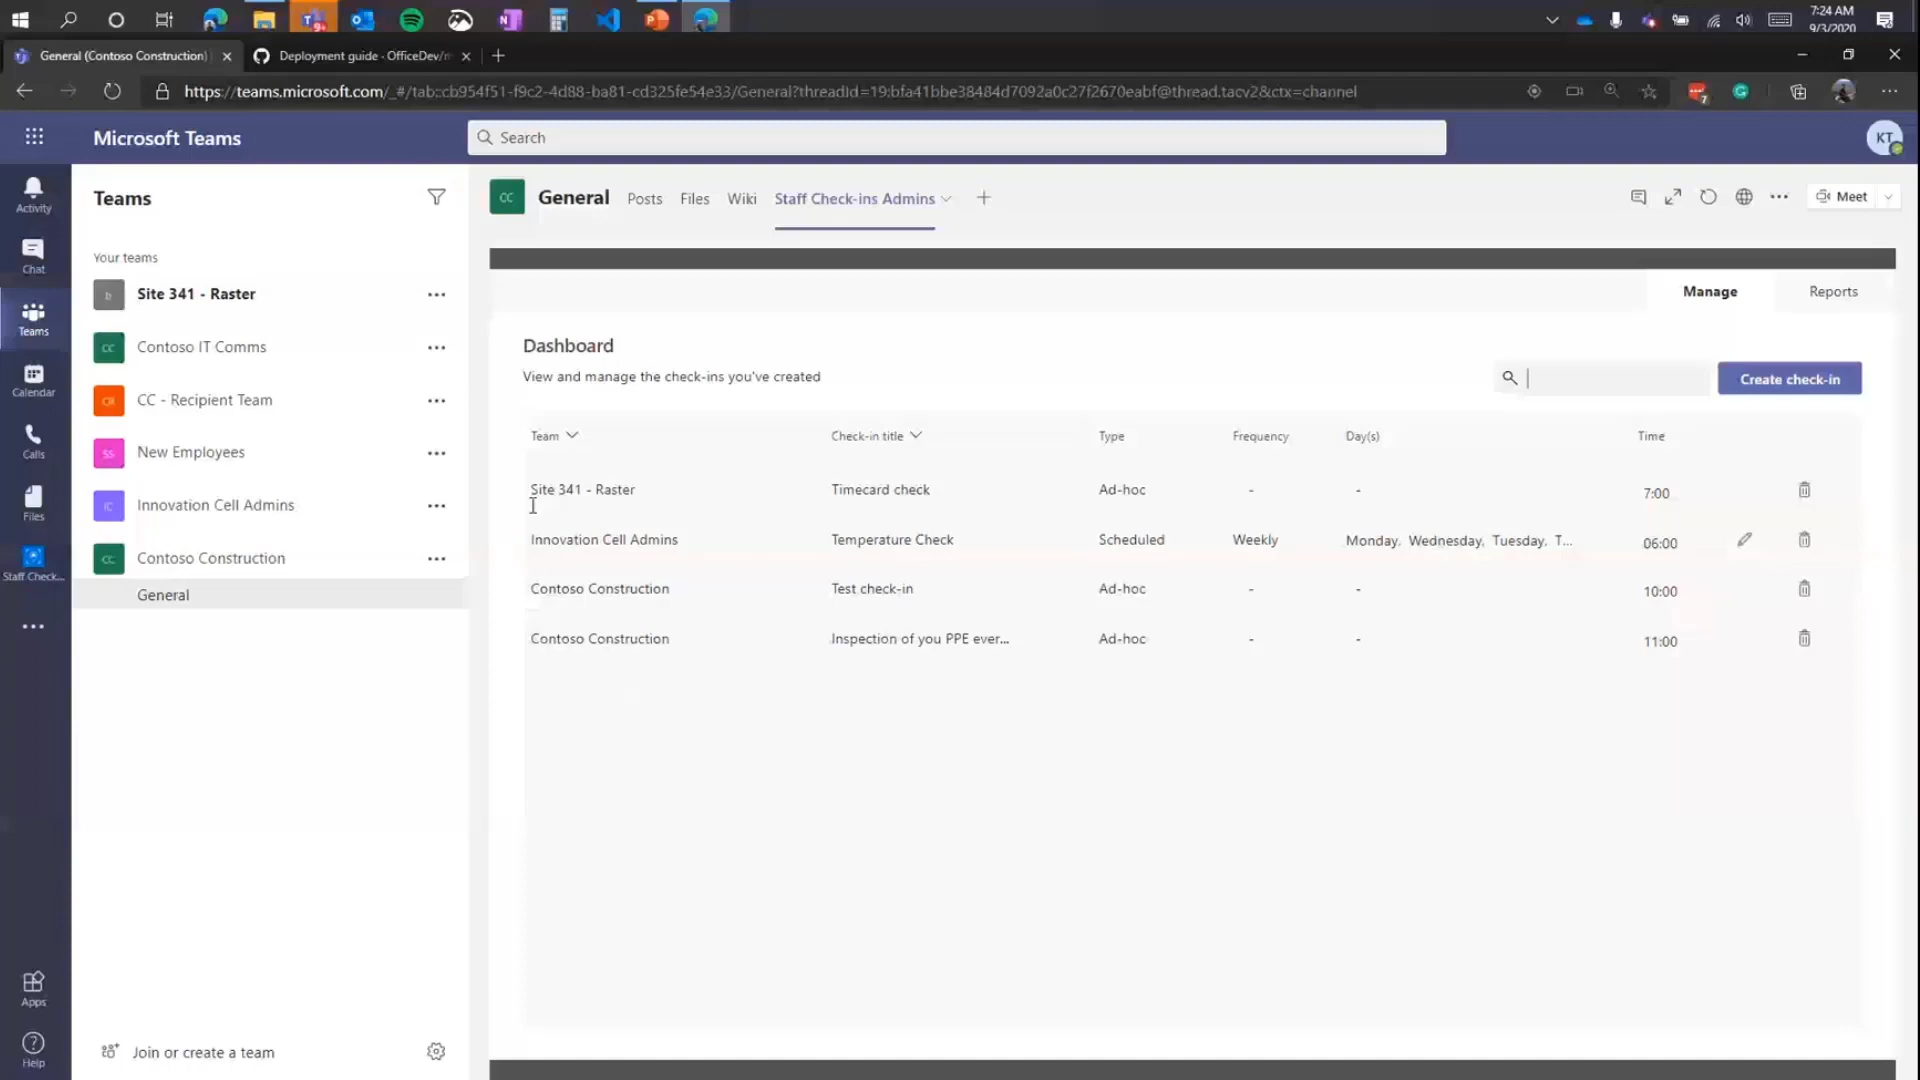 7:24 AM
9/3/2020
General (Contoso Construction)
Deployment guide · OfficeDev/m
https://teams.microsoft.com/_#/tab::cb954f51-f9c2-4d88-ba81-cd325fe54e33/General?threadId=19:bfa41bbe38484d7092a0c27f2670eabf@thread.tacv2&ctx=channel
7
Microsoft Teams
Search
KT
Activity
Chat
Teams
Calendar
Calls
Files
Staff Check...
Apps
Help
Teams
Your teams
b
Site 341 - Raster
CC
Contoso IT Comms
CR
CC - Recipient Team
SS
New Employees
IC
Innovation Cell Admins
CC
Contoso Construction
General
Join or create a team
CC
General
Posts
Files
Wiki
Staff Check-ins Admins
Meet
Manage
Reports
Dashboard
View and manage the check-ins you've created
Create check-in
Team Check-in title Type Frequency Day(s) Time
Site 341 - Raster Timecard check Ad-hoc - - 7:00
Innovation Cell Admins Temperature Check Scheduled Weekly Monday, Wednesday, Tuesday, T... 06:00
Contoso Construction Test check-in Ad-hoc - - 10:00
Contoso Construction Inspection of you PPE ever... Ad-hoc - - 11:00